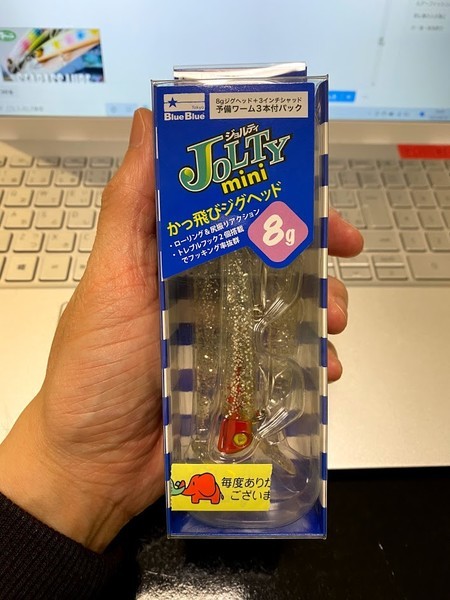 Tokyo
BlueBlue
8gジグヘッド+3インチシャッド
予備ワーム3本付パック
ジョルティ
JOLTY
mini
かっ飛びジグヘッド
・ローリング&尻振りアクション
・トレブルフック2個搭載
でフッキング率抜群
8g
毎度ありが
ございま